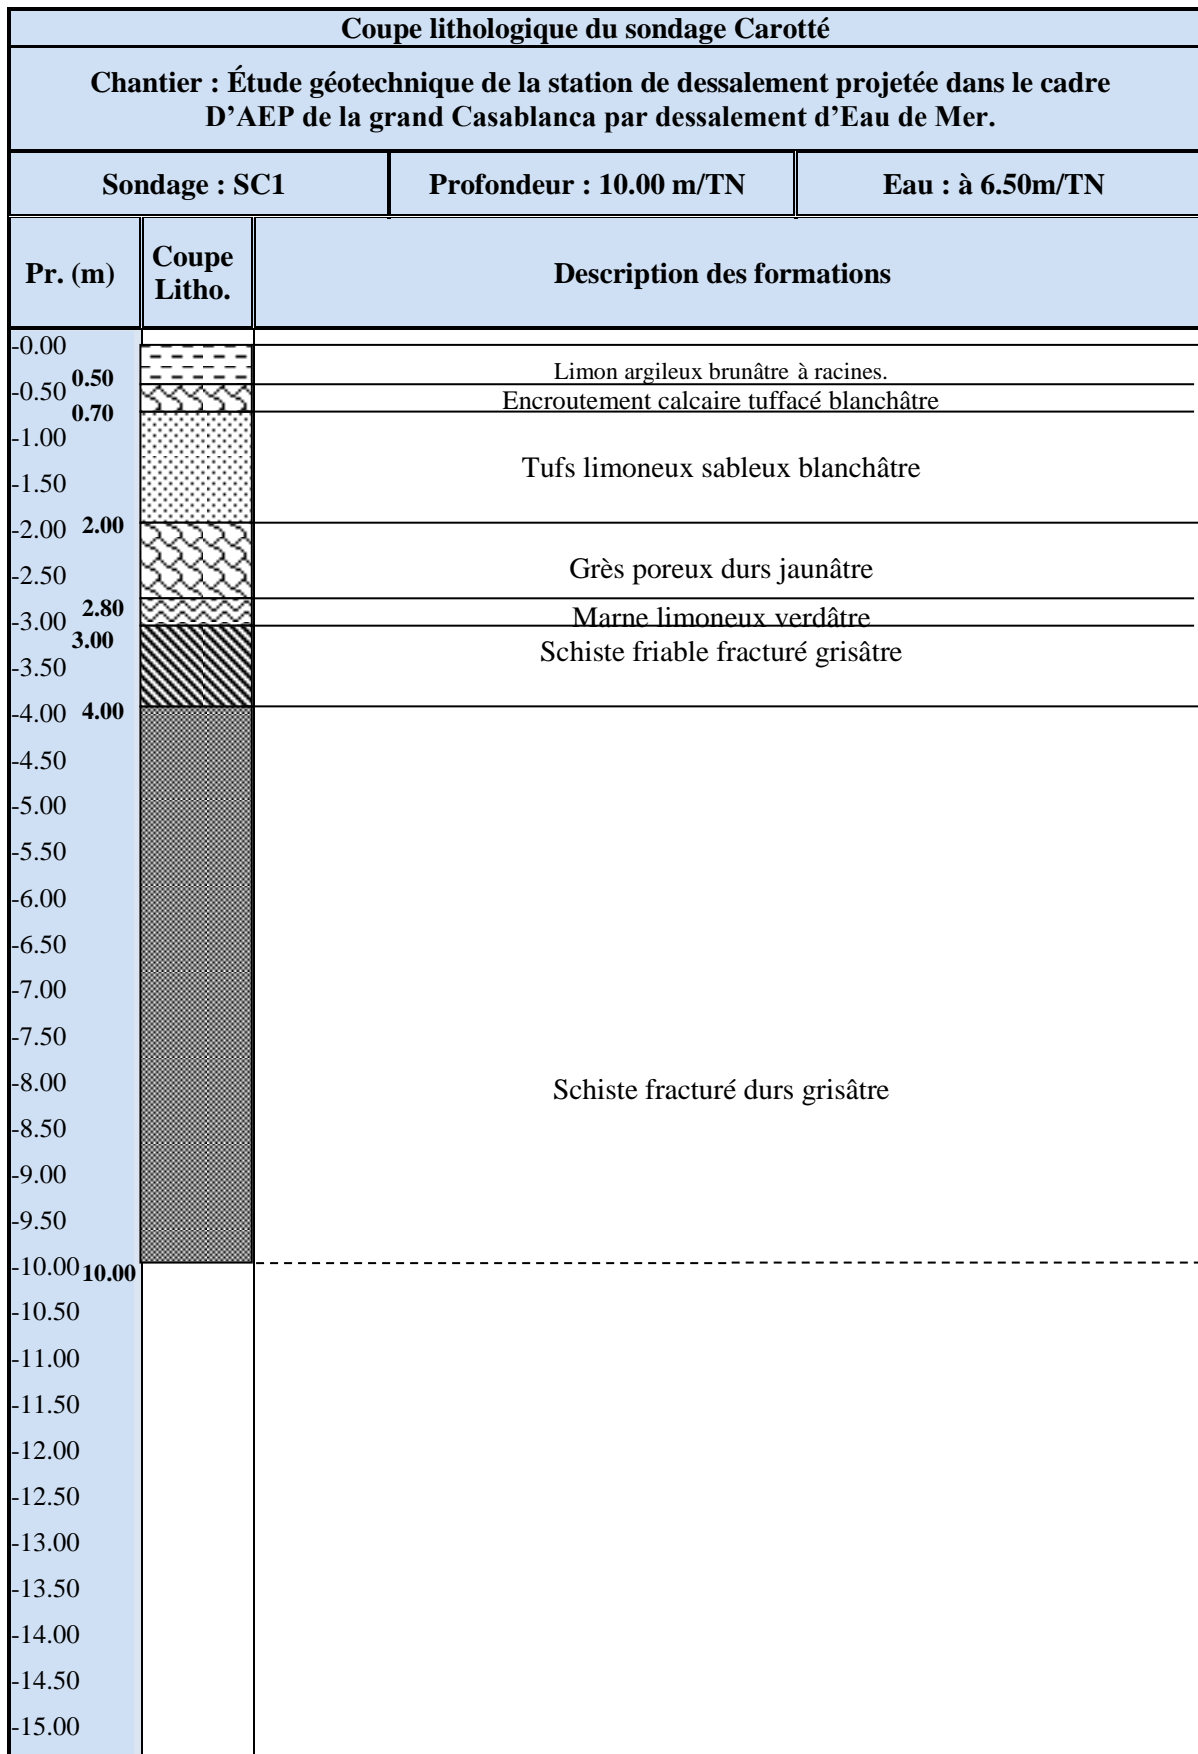 Coupe lithologique du sondage Carotté
Chantier : Étude géotechnique de la station de dessalement projetée dans le cadre
D'AEP de la grand Casablanca par dessalement d'Eau de Mer.
Sondage : SC1
Profondeur : 10.00 m/TN
Eau : à 6.50m/TN
Pr. (m)
Coupe
Litho.
Description des formations
-0.00
Limon argileux brunâtre à racines.
0.50
-0.50
Encroutement calcaire tuffacé blanchâtre
0.70
-1.00
Tufs limoneux sableux blanchâtre
-1.50
-2.00 2.00
-2.50
Grès poreux durs jaunâtre
2.80
-3.00
Marne limoneux verdâtre
3.00
Schiste friable fracturé grisâtre
-3.50
-4.00 4.00
-4.50
-5.00
-5.50
-6.00
-6.50
-7.00
-7.50
-8.00
Schiste fracturé durs grisâtre
-8.50
-9.00
-9.50
-10.00 10.00
-10.50
-11.00
-11.50
-12.00
-12.50
-13.00
-13.50
-14.00
-14.50
-15.00